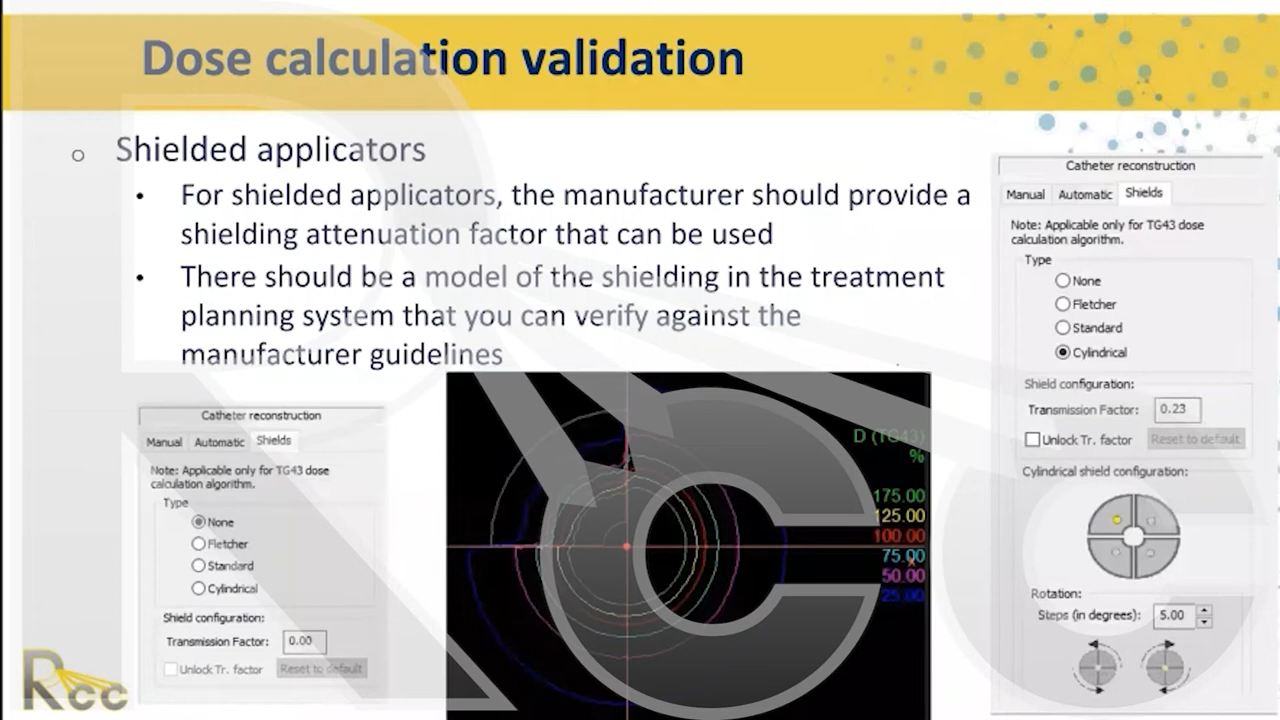 Dose calculation validation
Shielded applicators
For shielded applicators, the manufacturer should provide a
shielding attenuation factor that can be used
There should be a model of the shielding in the treatment
planning system that you can verify against the
manufacturer guidelines
Catheter reconstruction
Manual Automatic Shields
Note: Applicable only for TG43 dose
calculation algorithm.
Type
None
Fletcher
Standard
Cylindrical
Shield configuration:
Transmission Factor: 0.00
Unlock Tr. factor Reset to default
D (TG43)
%
175.00
125.00
100.00
75.00
50.00
25.00
Catheter reconstruction
Manual Automatic Shields
Note: Applicable only for TG43 dose
calculation algorithm.
Type
None
Fletcher
Standard
Cylindrical
Shield configuration:
Transmission Factor: 0.23
Unlock Tr. factor Reset to default
Cylindrical shield configuration:
Rotation:
Steps (in degrees): 5.00
Rcc